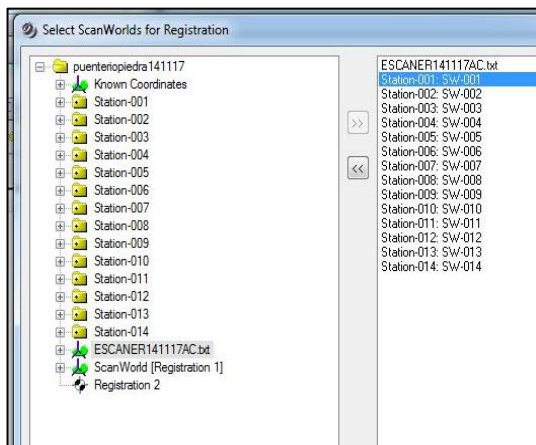 Select ScanWorlds for Registration
puenteriopiedra141117
Known Coordinates
Station-001
Station-002
Station-003
Station-004
Station-005
Station-006
Station-007
Station-008
Station-009
Station-010
Station-011
Station-012
Station-013
Station-014
ESCANER141117AC.txt
ScanWorld [Registration 1]
Registration 2
>>
<<
ESCANER141117AC.txt
Station-001: SW-001
Station-002: SW-002
Station-003: SW-003
Station-004: SW-004
Station-005: SW-005
Station-006: SW-006
Station-007: SW-007
Station-008: SW-008
Station-009: SW-009
Station-010: SW-010
Station-011: SW-011
Station-012: SW-012
Station-013: SW-013
Station-014: SW-014